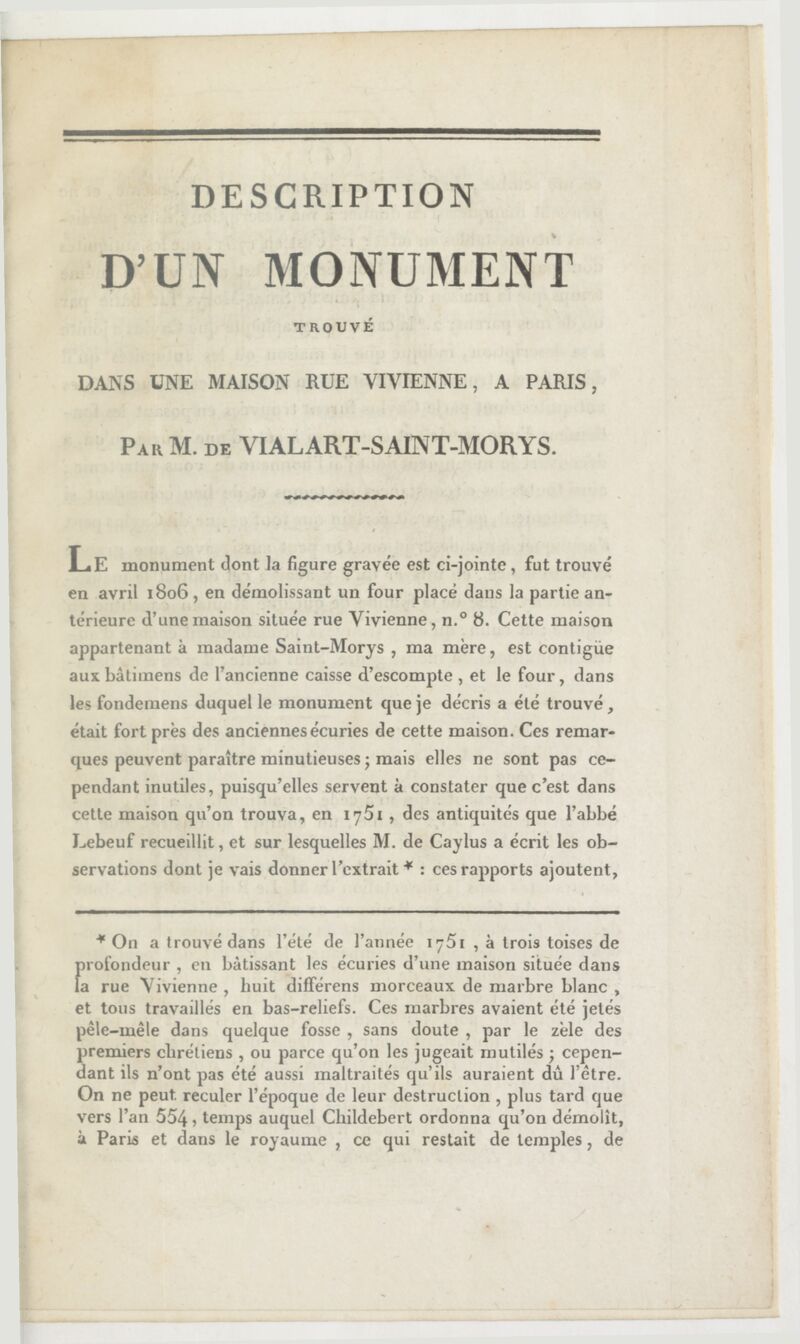 DESCRIPTION
D'UN MONUMENT
TROUVÉ
DANS UNE MAISON RUE VIVIENNE, A PARIS,
PAR M. DE VIALART-SAINT-MORYS.
LE monument dont la figure gravée est ci-jointe, fut trouvé
en avril 1806, en démolissant un four placé dans la partie an-
térieure d'une maison située rue Vivienne, n.° 8. Cette maison
appartenant à madame Saint-Morys, ma mère, est contigüe
aux bâtimens de l'ancienne caisse d'escompte, et le four, dans
les fondemens duquel le monument que je décris a été trouvé,
était fort près des anciennes écuries de cette maison. Ces remar-
ques peuvent paraître minutieuses; mais elles ne sont pas ce-
pendant inutiles, puisqu'elles servent à constater que c'est dans
cette maison qu'on trouva, en 1751, des antiquités que l'abbé
Lebeuf recueillit, et sur lesquelles M. de Caylus a écrit les ob-
servations dont je vais donner l'extrait * : ces rapports ajoutent,
* On a trouvé dans l'été de l'année 1751, à trois toises de
profondeur, en bâtissant les écuries d'une maison située dans
la rue Vivienne, huit différens morceaux de marbre blanc,
et tous travaillés en bas-reliefs. Ces marbres avaient été jetés
pêle-mêle dans quelque fosse, sans doute, par le zèle des
premiers chrétiens, ou parce qu'on les jugeait mutilés; cepen-
dant ils n'ont pas été aussi maltraités qu'ils auraient dû l'être.
On ne peut reculer l'époque de leur destruction, plus tard que
vers l'an 554, temps auquel Childebert ordonna qu'on démolît,
à Paris et dans le royaume, ce qui restait de temples, de